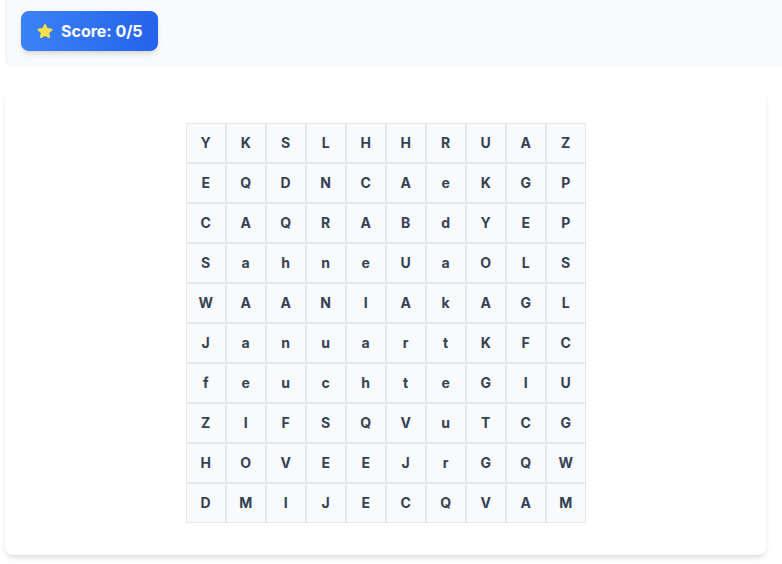 ⭐ Score: 0/5
Y K S L H H R U A Z
E Q D N C A e K G P
C A Q R A B d Y E P
S a h n e U a O L S
W A A N I A k A G L
J a n u a r t K F C
f e u c h t e G I U
Z I F S Q V u T C G
H O V E E J r G Q W
D M I J E C Q V A M